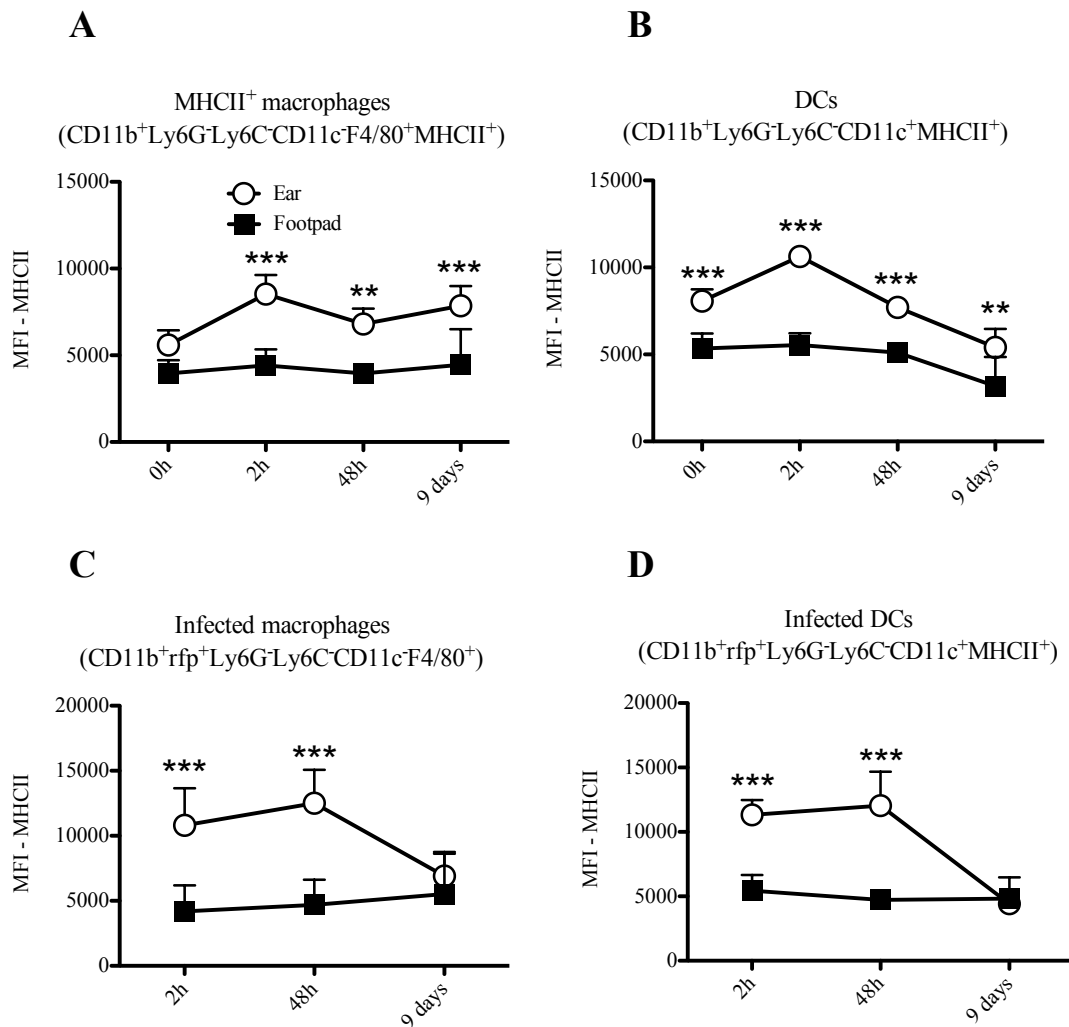 A
MHCII⁺ macrophages
(CD11b⁺Ly6G⁻Ly6C⁻CD11c⁻F4/80⁺MHCII⁺)
MFI - MHCII
15000
10000
5000
0
Ear
Footpad
***
**
***
0h
2h
48h
9 days
B
DCs
(CD11b⁺Ly6G⁻Ly6C⁻CD11c⁺MHCII⁺)
MFI - MHCII
15000
10000
5000
0
***
***
***
**
0h
2h
48h
9 days
C
Infected macrophages
(CD11b⁺rfp⁺Ly6G⁻Ly6C⁻CD11c⁻F4/80⁺)
MFI - MHCII
20000
15000
10000
5000
0
***
***
2h
48h
9 days
D
Infected DCs
(CD11b⁺rfp⁺Ly6G⁻Ly6C⁻CD11c⁺MHCII⁺)
MFI - MHCII
20000
15000
10000
5000
0
***
***
2h
48h
9 days